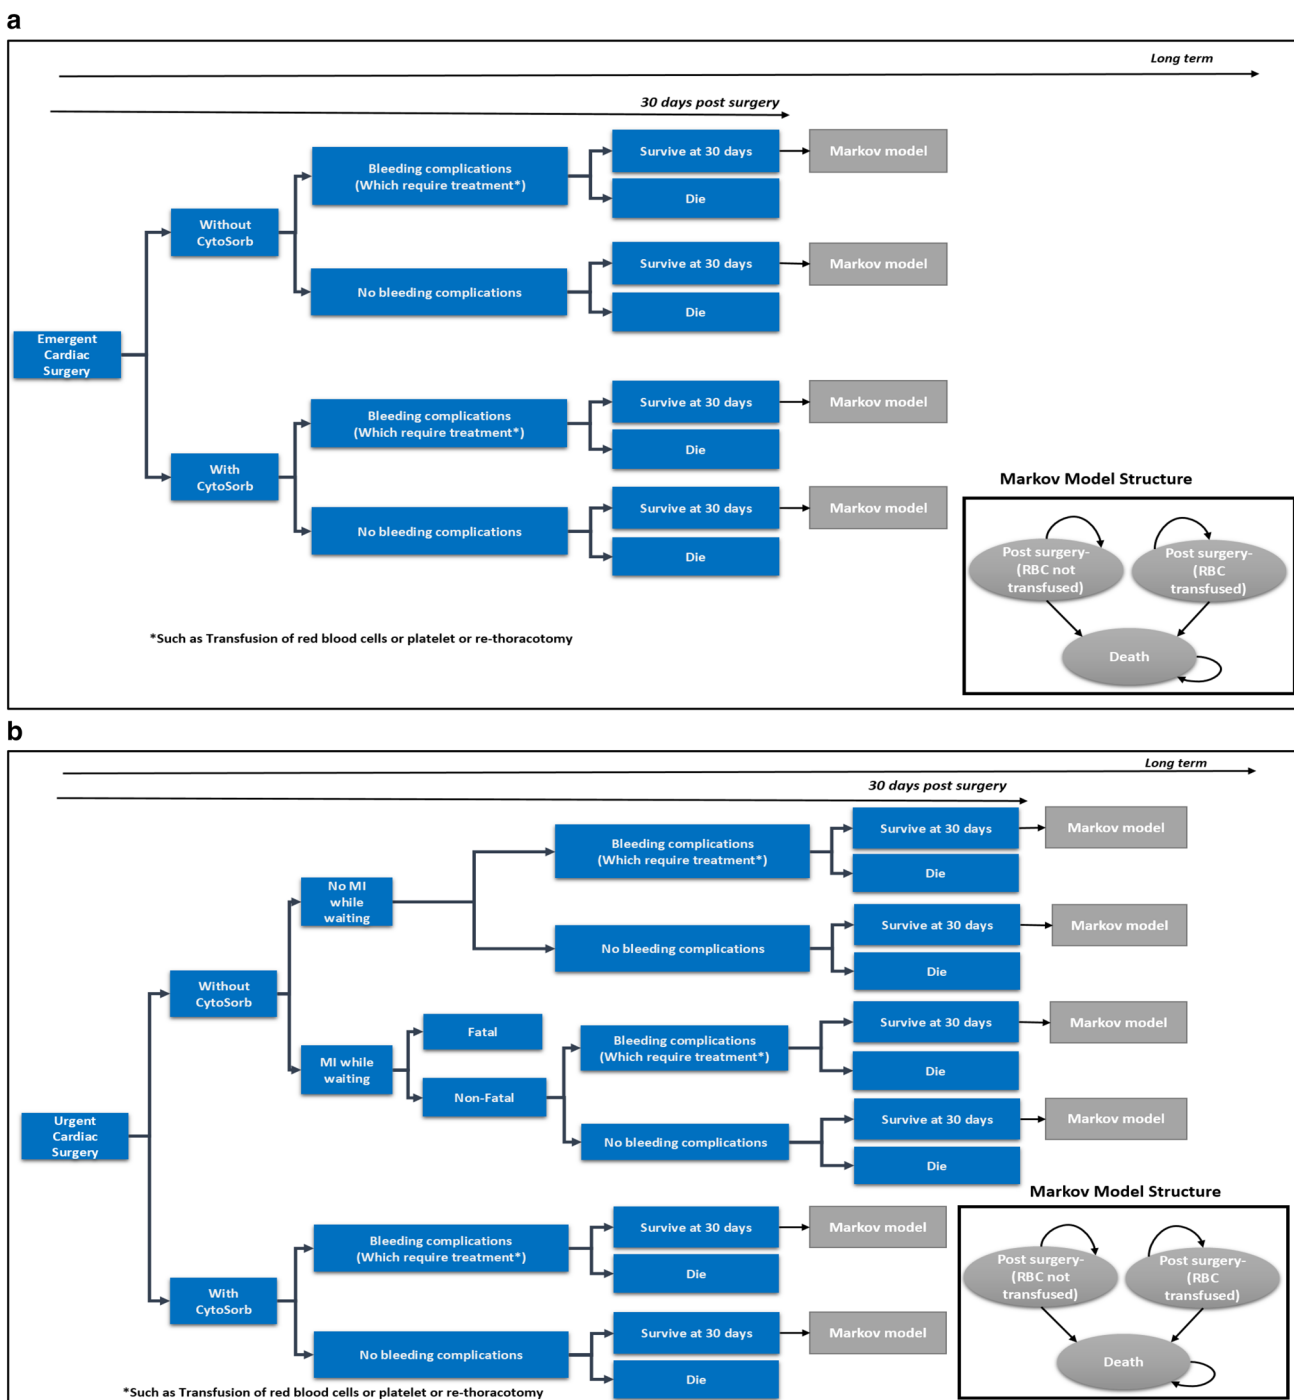 a
Long term
30 days post surgery
Survive at 30 days
Markov model
Bleeding complications
(Which require treatment*)
Die
Without
CytoSorb
Survive at 30 days
Markov model
No bleeding complications
Die
Emergent
Cardiac
Surgery
Survive at 30 days
Markov model
Bleeding complications
(Which require treatment*)
Die
With
CytoSorb
Survive at 30 days
Markov model
No bleeding complications
Die
Markov Model Structure
Post surgery-
(RBC not
transfused)
Post surgery-
(RBC
transfused)
Death
*Such as Transfusion of red blood cells or platelet or re-thoracotomy
b
Long term
30 days post surgery
Survive at 30 days
Markov model
Bleeding complications
(Which require treatment*)
Die
No MI
while
waiting
Survive at 30 days
Markov model
No bleeding complications
Die
Without
CytoSorb
Fatal
Survive at 30 days
Markov model
Bleeding complications
(Which require treatment*)
Die
MI while
waiting
Non-Fatal
Survive at 30 days
Markov model
No bleeding complications
Die
Urgent
Cardiac
Surgery
Survive at 30 days
Markov model
Bleeding complications
(Which require treatment*)
Die
With
CytoSorb
Survive at 30 days
Markov model
No bleeding complications
Die
Markov Model Structure
Post surgery-
(RBC not
transfused)
Post surgery-
(RBC
transfused)
Death
*Such as Transfusion of red blood cells or platelet or re-thoracotomy